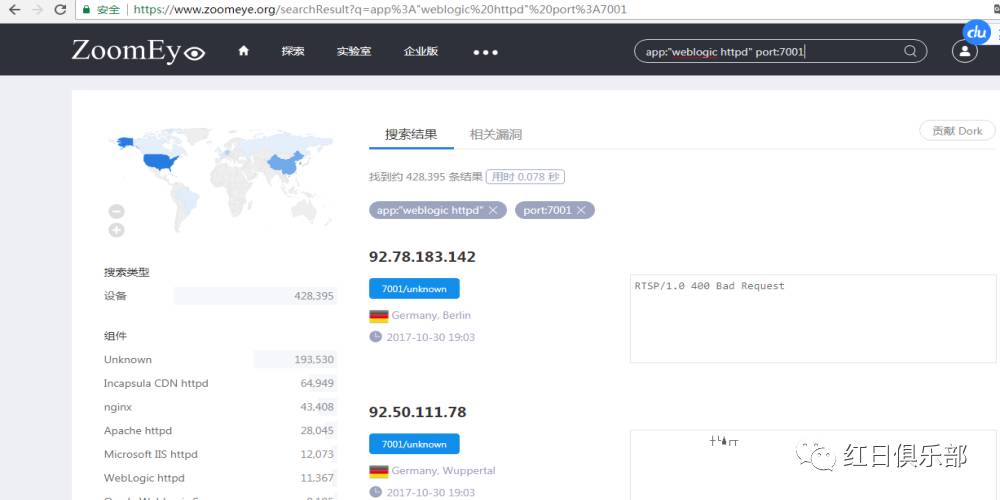 安全 https://www.zoomeye.org/searchResult?q=app%3A"weblogic%20httpd"%20port%3A7001
ZoomEye 探索 实验室 企业版 app:"weblogic httpd" port:7001 du
搜索结果 相关漏洞 贡献 Dork
找到约 428,395 条结果 用时 0.078 秒
app:"weblogic httpd" port:7001
92.78.183.142
7001/unknown
Germany, Berlin
2017-10-30 19:03
RTSP/1.0 400 Bad Request
搜索类型
设备 428,395
组件
Unknown 193,530
Incapsula CDN httpd 64,949
nginx 43,408
Apache httpd 28,045
Microsoft IIS httpd 12,073
WebLogic httpd 11,367
92.50.111.78
7001/unknown
Germany, Wuppertal
2017-10-30 19:03
红日俱乐部